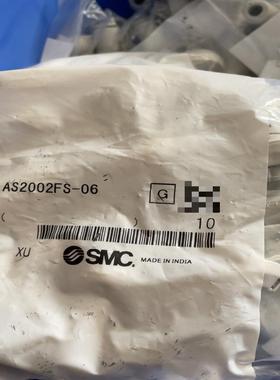 AS2002FS-06 G
( ) 10
XU SMC. MADE IN INDIA